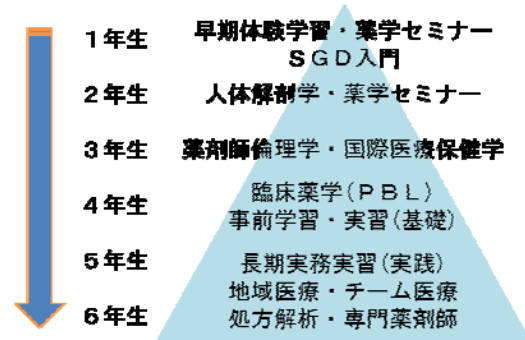 1年生 早期体験学習・薬学セミナー
SGD入門
2年生 人体解剖学・薬学セミナー
3年生 薬剤師倫理学・国際医療保健学
4年生 臨床薬学(PBL)
事前学習・実習(基礎)
5年生 長期実務実習(実践)
地域医療・チーム医療
6年生 処方解析・専門薬剤師